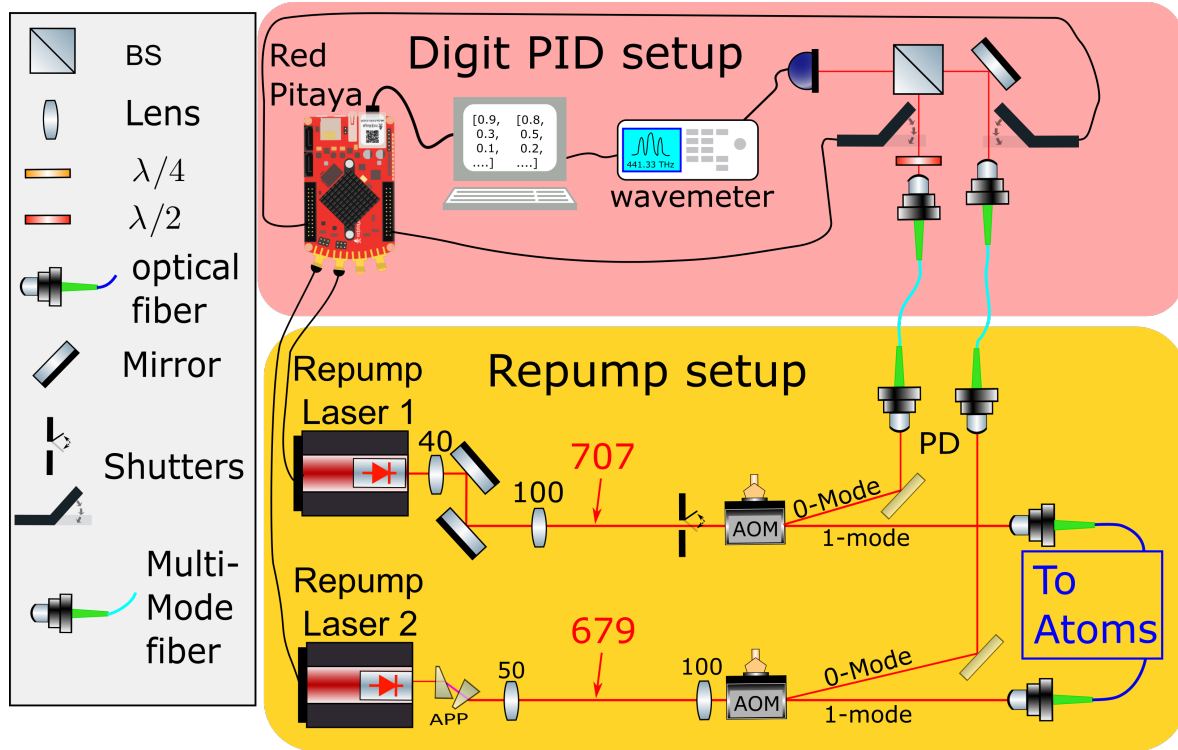 BS
Lens
λ/4
λ/2
optical
fiber
Mirror
Shutters
Multi-
Mode
fiber
Digit PID setup
Red
Pitaya
[0.9,
0.3,
0.1,
....]
[0.8,
0.5,
0.2,
....]
441.33 THz
wavemeter
Repump setup
Repump
Laser 1
40
100
707
AOM
0-Mode
1-mode
PD
Repump
Laser 2
APP
50
679
100
AOM
0-Mode
1-mode
To
Atoms